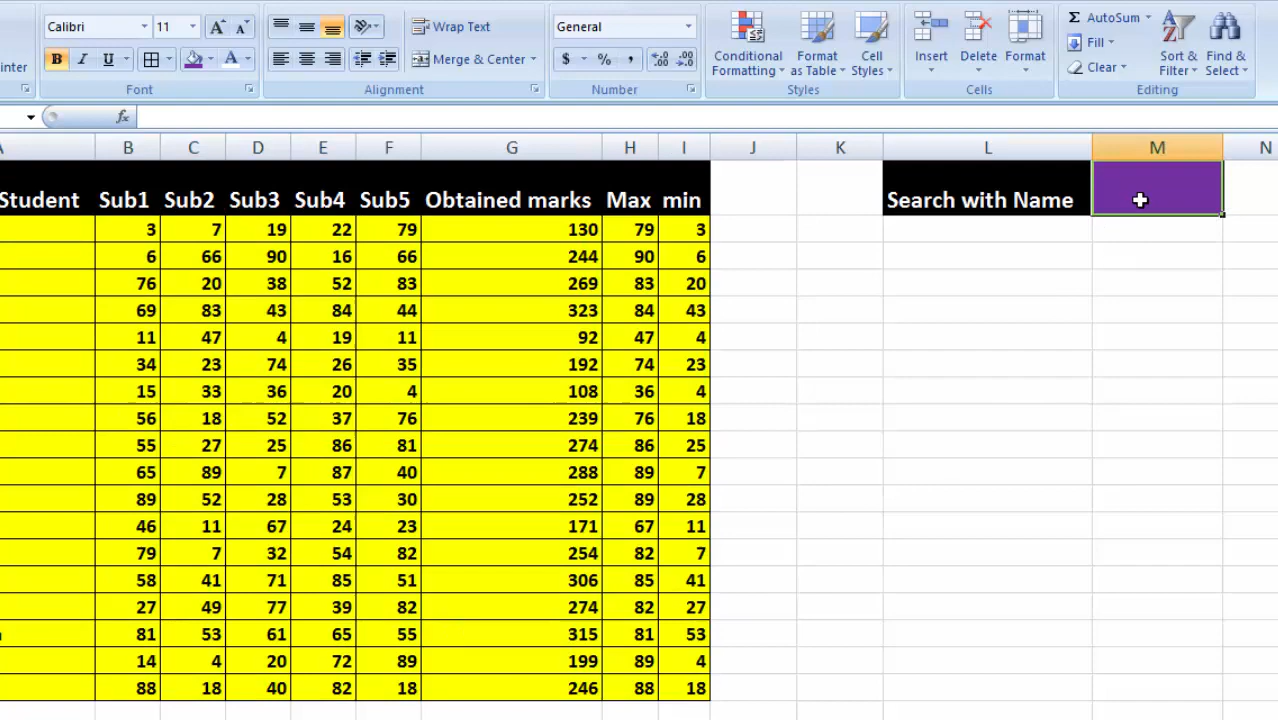 Calibri 11 A A Wrap Text General Σ AutoSum
inter B I U A Merge & Center $ % , Conditional Formatting Format as Table Cell Styles Insert Delete Format Fill Clear Sort & Filter Find & Select
Font Alignment Number Styles Cells Editing
fx
A B C D E F G H I J K L M N
Student Sub1 Sub2 Sub3 Sub4 Sub5 Obtained marks Max min Search with Name
3 7 19 22 79 130 79 3
6 66 90 16 66 244 90 6
76 20 38 52 83 269 83 20
69 83 43 84 44 323 84 43
11 47 4 19 11 92 47 4
34 23 74 26 35 192 74 23
15 33 36 20 4 108 36 4
56 18 52 37 76 239 76 18
55 27 25 86 81 274 86 25
65 89 7 87 40 288 89 7
89 52 28 53 30 252 89 28
46 11 67 24 23 171 67 11
79 7 32 54 82 254 82 7
58 41 71 85 51 306 85 41
27 49 77 39 82 274 82 27
81 53 61 65 55 315 81 53
14 4 20 72 89 199 89 4
88 18 40 82 18 246 88 18